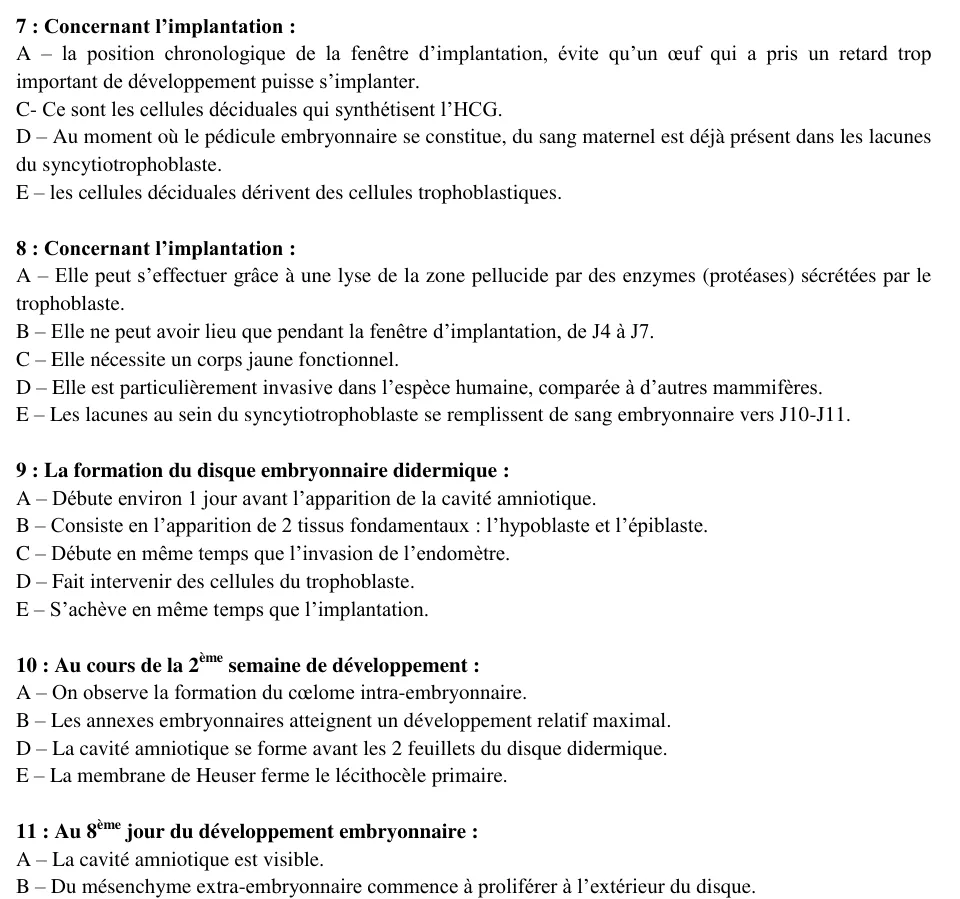 7 : Concernant l’implantation :
A – la position chronologique de la fenêtre d’implantation, évite qu’un œuf qui a pris un retard trop
important de développement puisse s’implanter.
C- Ce sont les cellules déciduales qui synthétisent l’HCG.
D – Au moment où le pédicule embryonnaire se constitue, du sang maternel est déjà présent dans les lacunes
du syncytiotrophoblaste.
E – les cellules déciduales dérivent des cellules trophoblastiques.
8 : Concernant l’implantation :
A – Elle peut s’effectuer grâce à une lyse de la zone pellucide par des enzymes (protéases) sécrétées par le
trophoblaste.
B – Elle ne peut avoir lieu que pendant la fenêtre d’implantation, de J4 à J7.
C – Elle nécessite un corps jaune fonctionnel.
D – Elle est particulièrement invasive dans l’espèce humaine, comparée à d’autres mammifères.
E – Les lacunes au sein du syncytiotrophoblaste se remplissent de sang embryonnaire vers J10-J11.
9 : La formation du disque embryonnaire didermique :
A – Débute environ 1 jour avant l’apparition de la cavité amniotique.
B – Consiste en l’apparition de 2 tissus fondamentaux : l’hypoblaste et l’épiblaste.
C – Débute en même temps que l’invasion de l’endomètre.
D – Fait intervenir des cellules du trophoblaste.
E – S’achève en même temps que l’implantation.
10 : Au cours de la 2ème semaine de développement :
A – On observe la formation du cœlome intra-embryonnaire.
B – Les annexes embryonnaires atteignent un développement relatif maximal.
D – La cavité amniotique se forme avant les 2 feuillets du disque didermique.
E – La membrane de Heuser ferme le lécithocèle primaire.
11 : Au 8ème jour du développement embryonnaire :
A – La cavité amniotique est visible.
B – Du mésenchyme extra-embryonnaire commence à proliférer à l’extérieur du disque.